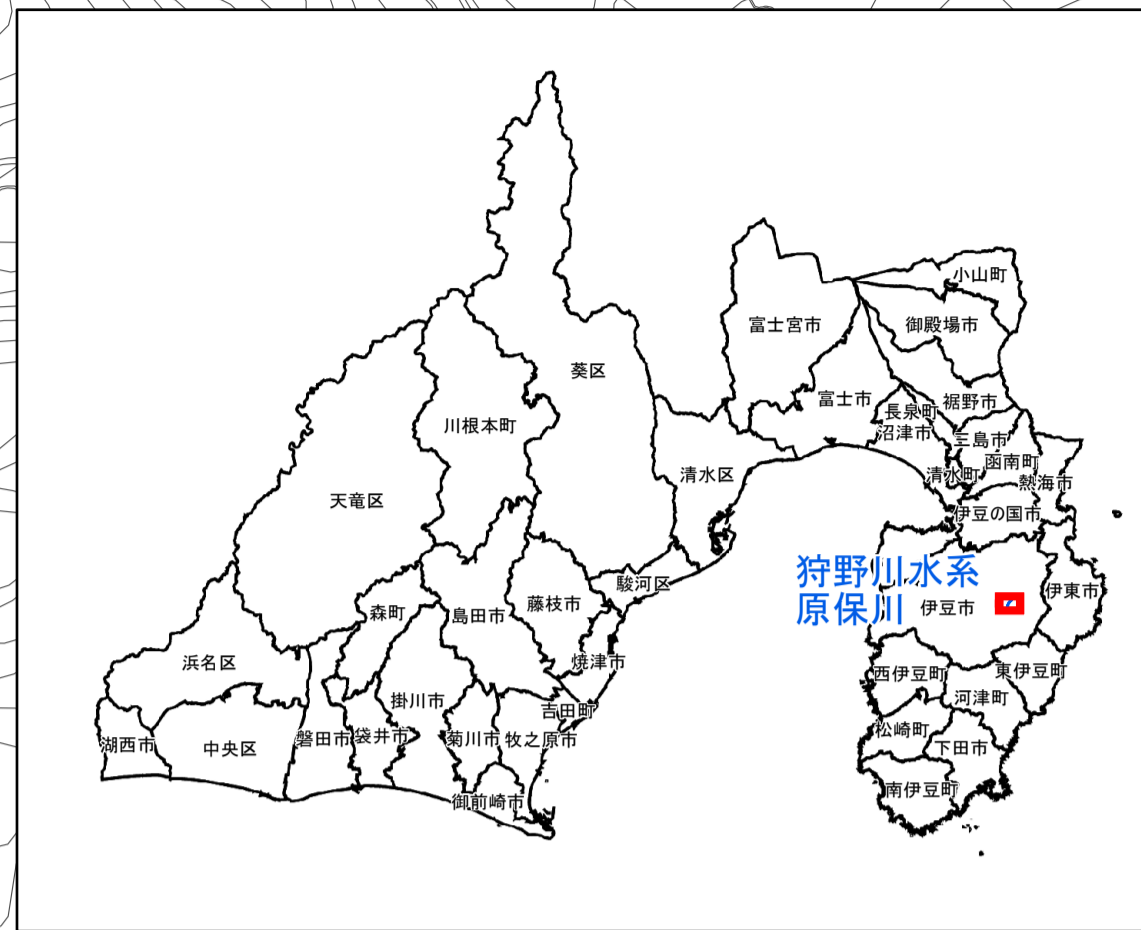 小山町
富士宮市
御殿場市
葵区
富士市
裾野市
長泉町
川根本町
沼津市
三島市
函南町
清水区
清水町
熱海市
天竜区
伊豆の国市
狩野川水系
原保川
駿河区
伊東市
藤枝市
伊豆市
森町
島田市
浜名区
焼津市
西伊豆町
東伊豆町
掛川市
河津町
吉田町
湖西市
中央区
磐田市
袋井市
菊川市
牧之原市
松崎町
下田市
御前崎市
南伊豆町